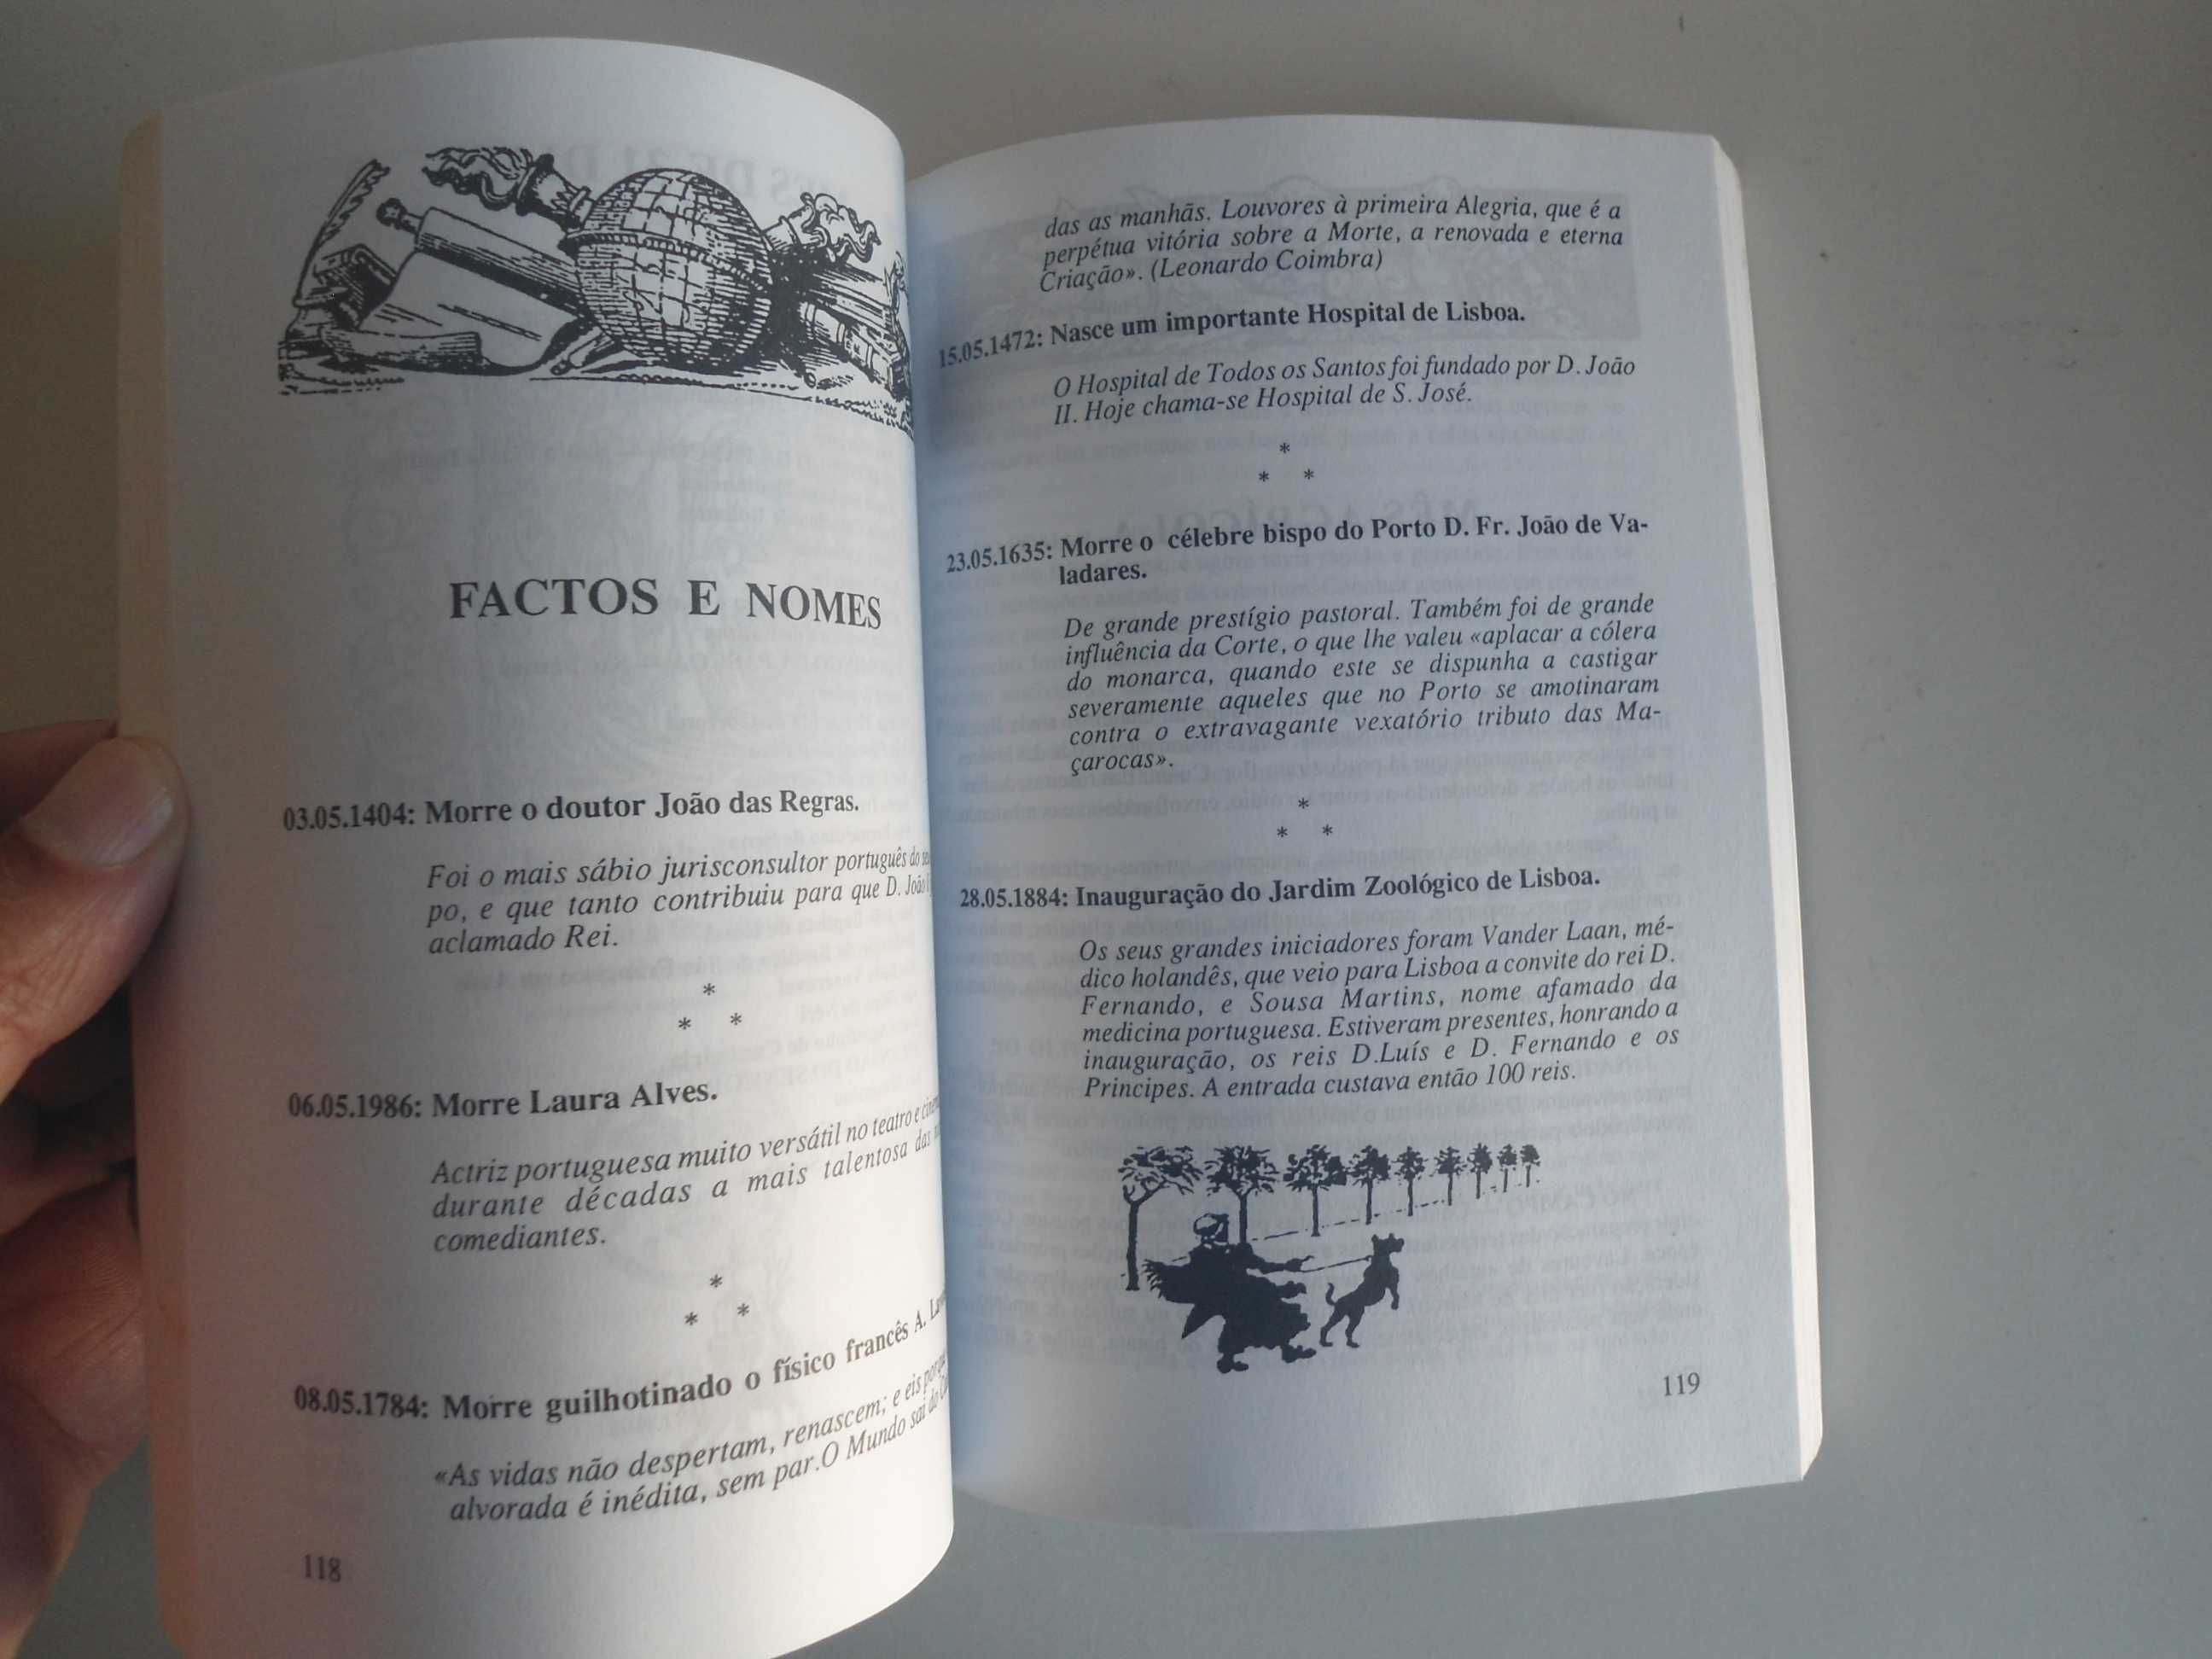 FACTOS E NOMES
03.05.1404: Morre o doutor João das Regras.
Foi o mais sábio jurisconsultor português do
po, e que tanto contribuiu para que D. João
aclamado Rei.
*
* *
06.05.1986: Morre Laura Alves.
Actriz portuguesa muito versátil no teatro e
durante décadas a mais talentosa das
comediantes.
*
* *
08.05.1784: Morre guilhotinado o físico francês A.
«As vidas não despertam, renascem; e eis
alvorada é inédita, sem par.O Mundo sai do
118
das as manhãs. Louvores à primeira Alegria, que é a
perpétua vitória sobre a Morte, a renovada e eterna
Criação». (Leonardo Coimbra)
15.05.1472: Nasce um importante Hospital de Lisboa.
O Hospital de Todos os Santos foi fundado por D. João
II. Hoje chama-se Hospital de S. José.
*
* *
23.05.1635: Morre o célebre bispo do Porto D. Fr. João de Va-
ladares.
De grande prestígio pastoral. Também foi de grande
influência da Corte, o que lhe valeu «aplacar a cólera
do monarca, quando este se dispunha a castigar
severamente aqueles que no Porto se amotinaram
contra o extravagante vexatório tributo das Ma-
çarocas».
*
* *
28.05.1884: Inauguração do Jardim Zoológico de Lisboa.
Os seus grandes iniciadores foram Vander Laan, mé-
dico holandês, que veio para Lisboa a convite do rei D.
Fernando, e Sousa Martins, nome afamado da
medicina portuguesa. Estiveram presentes, honrando a
inauguração, os reis D.Luís e D. Fernando e os
Principes. A entrada custava então 100 reis.
119